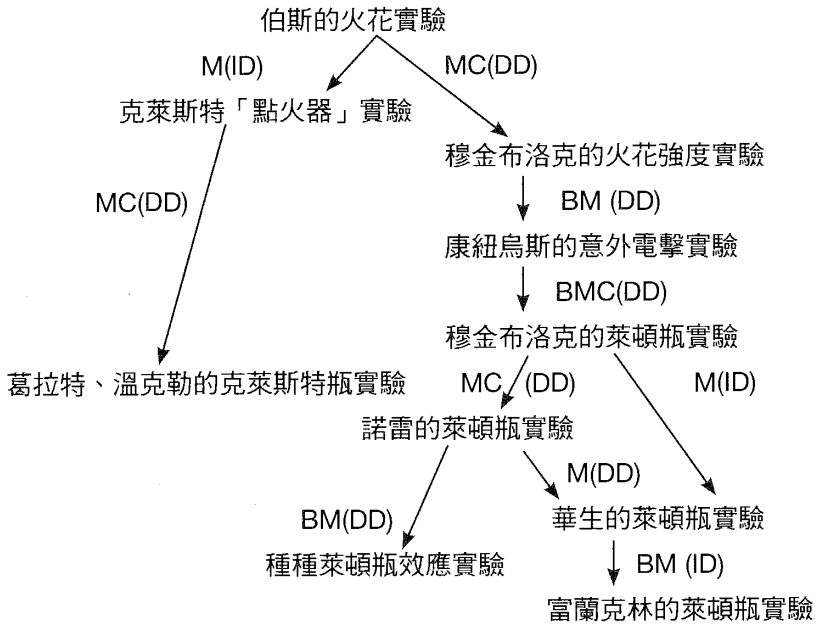 伯斯的火花實驗
M(ID)
MC(DD)
克萊斯特「點火器」實驗
穆金布洛克的火花強度實驗
MC(DD)
BM (DD)
康紐烏斯的意外電擊實驗
BMC(DD)
穆金布洛克的萊頓瓶實驗
葛拉特、溫克勒的克萊斯特瓶實驗
MC (DD)
M(ID)
諾雷的萊頓瓶實驗
M(DD)
BM(DD)
華生的萊頓瓶實驗
種種萊頓瓶效應實驗
BM (ID)
富蘭克林的萊頓瓶實驗